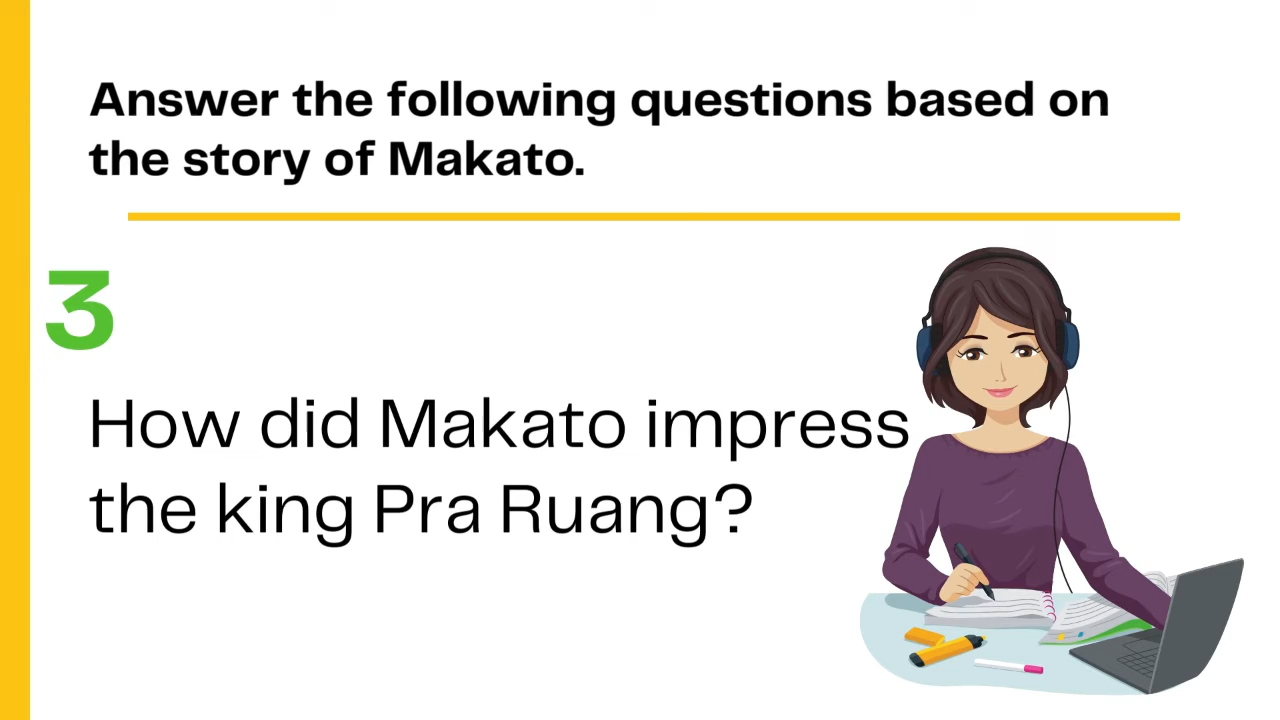 Answer the following questions based on
the story of Makato.
3
How did Makato impress
the king Pra Ruang?